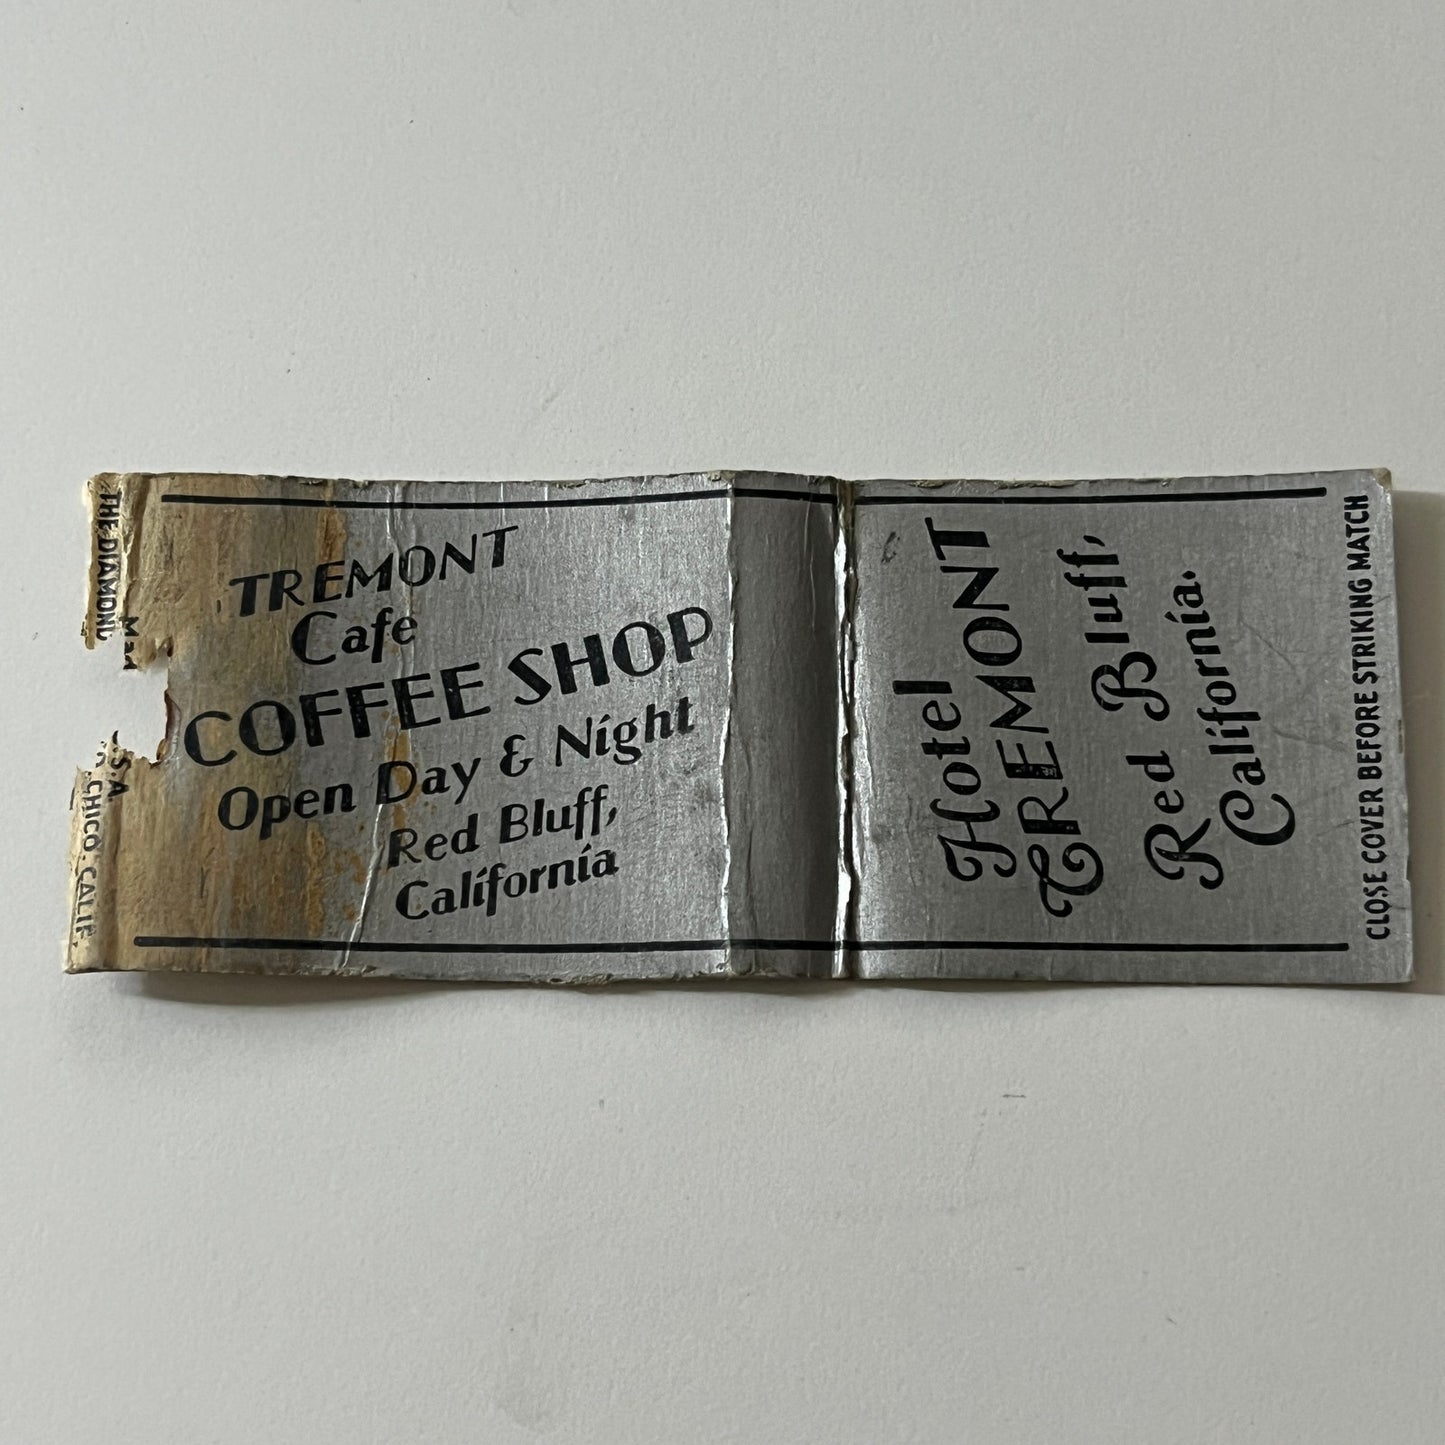 TREMONT
Cafe
COFFEE SHOP
Open Day & Night
Red Bluff,
California
Hotel
TREMONT
Red Bluff,
California.
CLOSE COVER BEFORE STRIKING MATCH
THE DIAMOND
CHICO, CALIF.
S.A.